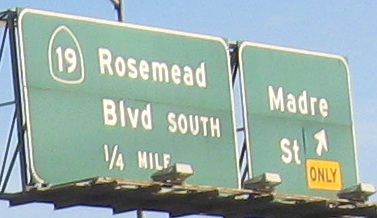 19 Rosemead
Blvd SOUTH
1/4 MILE
Madre
St
ONLY